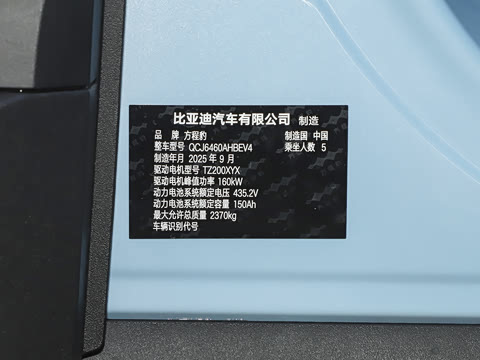 比亚迪汽车有限公司 制造
品 牌 方程豹 制造国 中国
整车型号 QCJ6460AHBEV4 乘坐人数 5
制造年月 2025 年 9 月
驱动电机型号 TZ200XYX
驱动电机峰值功率 160kW
动力电池系统额定电压 435.2V
动力电池系统额定容量 150Ah
最大允许总质量 2370kg
车辆识别代号